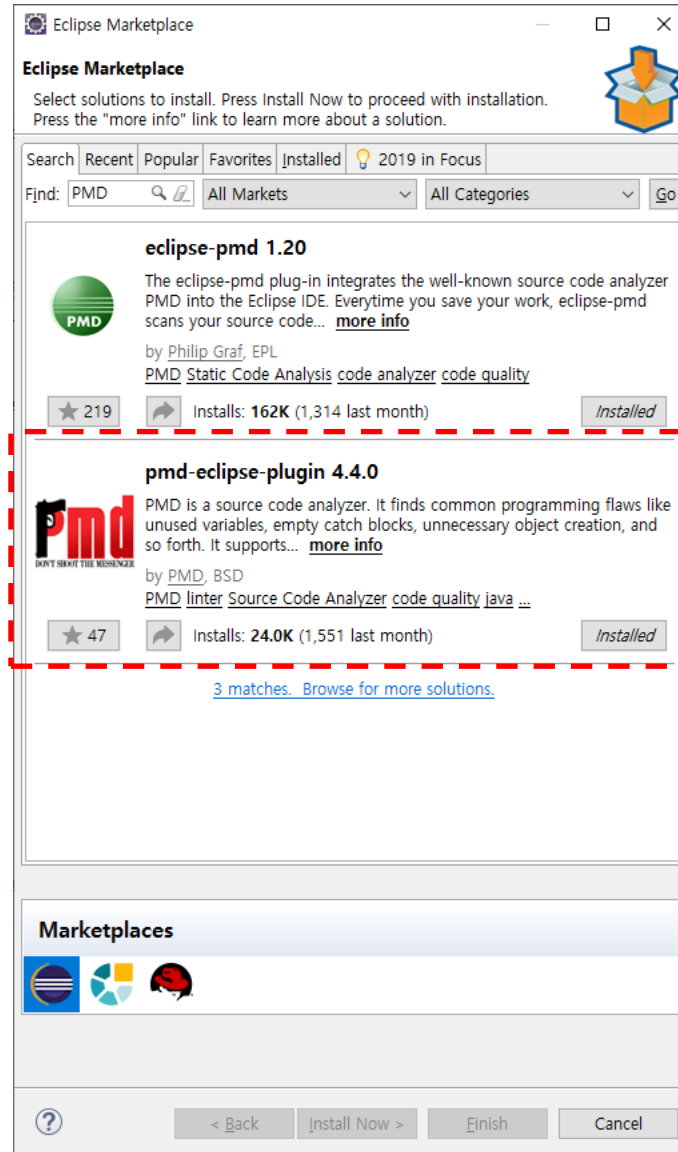 Eclipse Marketplace
Eclipse Marketplace
Select solutions to install. Press Install Now to proceed with installation.
Press the "more info" link to learn more about a solution.
Search Recent Popular Favorites Installed 2019 in Focus
Find: PMD All Markets All Categories Go
eclipse-pmd 1.20
The eclipse-pmd plug-in integrates the well-known source code analyzer
PMD into the Eclipse IDE. Everytime you save your work, eclipse-pmd
scans your source code... more info
PMD
by Philip Graf, EPL
PMD Static Code Analysis code analyzer code quality
219 Installs: 162K (1,314 last month) Installed
pmd-eclipse-plugin 4.4.0
PMD is a source code analyzer. It finds common programming flaws like
unused variables, empty catch blocks, unnecessary object creation, and
so forth. It supports... more info
Pmd
DON'T SHOOT THE MESSENGER
by PMD, BSD
PMD linter Source Code Analyzer code quality java ...
47 Installs: 24.0K (1,551 last month) Installed
3 matches. Browse for more solutions.
Marketplaces
? < Back Install Now > Finish Cancel